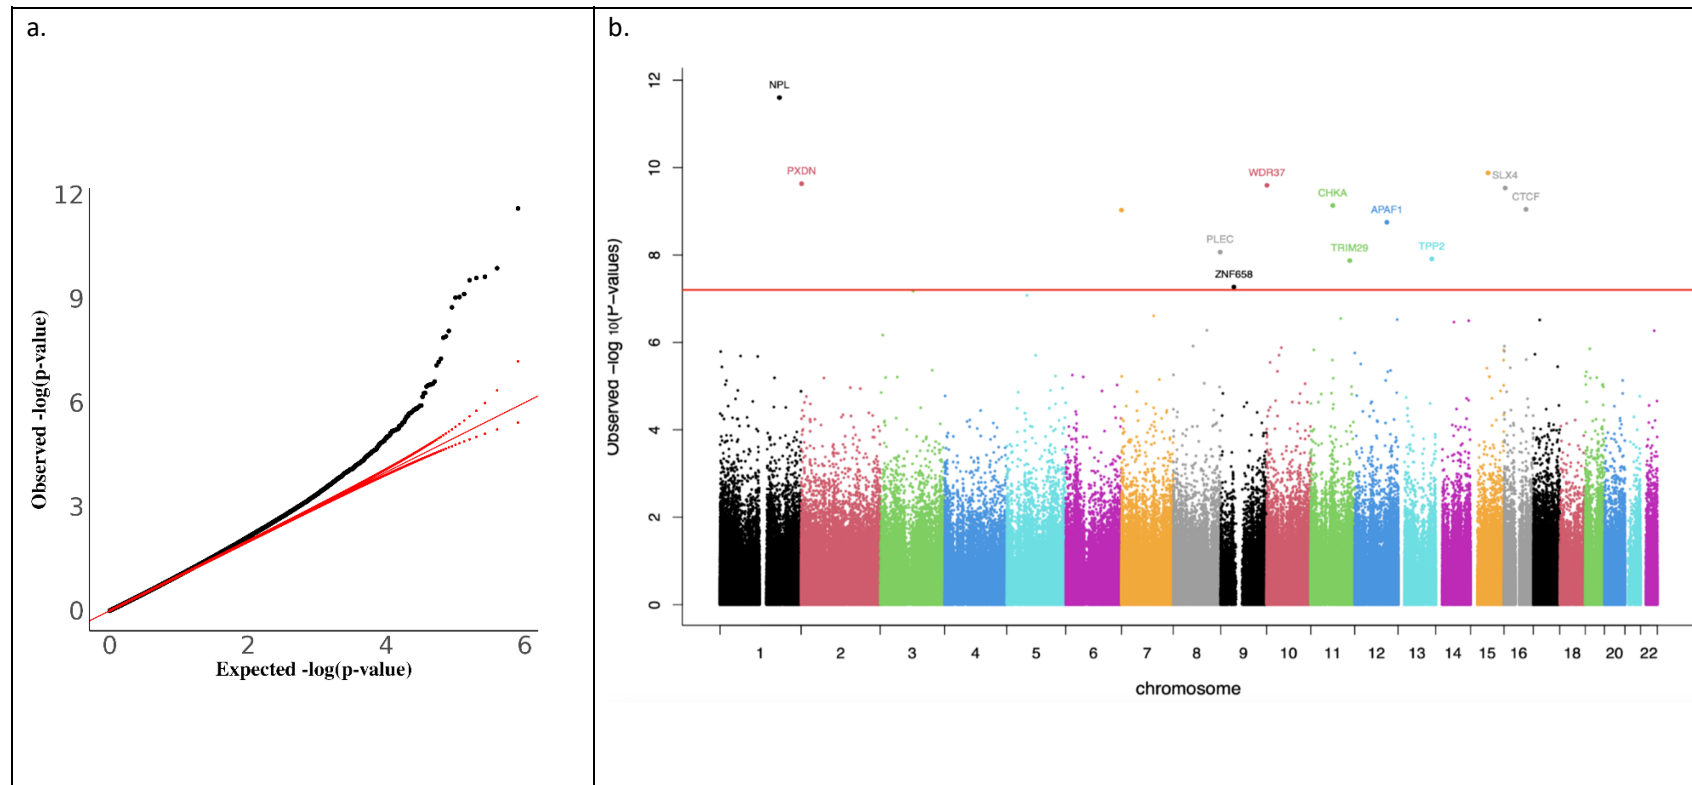 a.
12
9
6
3
0
0 2 4 6
Observed -log(p-value)
Expected -log(p-value)
b.
12
10
8
6
4
2
0
Observed −log 10(P−values)
NPL
PXDN
WDR37
SLX4
CHKA
CTCF
APAF1
PLEC
TRIM29
TPP2
ZNF658
1 2 3 4 5 6 7 8 9 10 11 12 13 14 15 16 18 20 22
chromosome